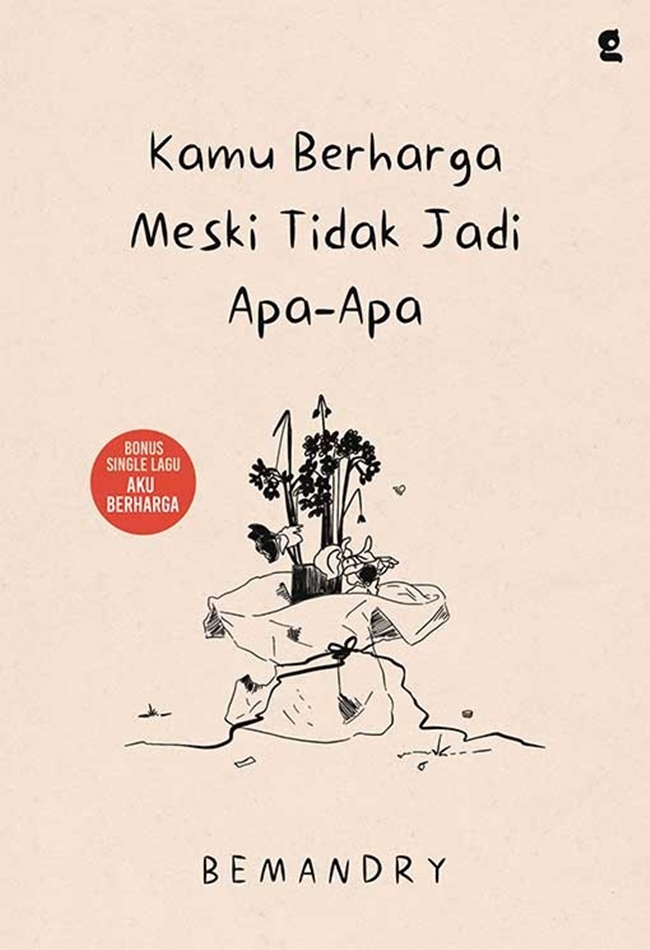 g
Kamu Berharga
Meski Tidak Jadi
Apa-Apa
BONUS
SINGLE LAGU
AKU
BERHARGA
BEMANDRY